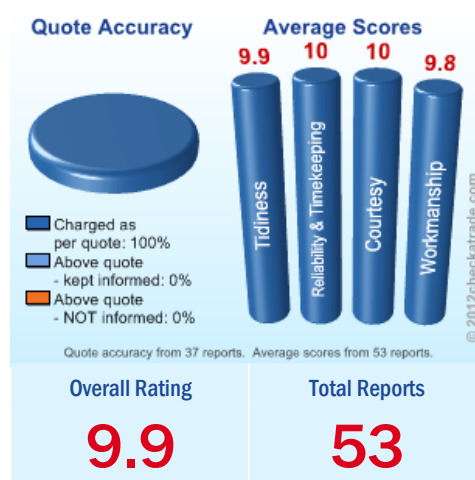 Quote Accuracy
Average Scores
9.9
10
10
9.8
Tidiness
Reliability & Timekeeping
Courtesy
Workmanship
Charged as
per quote: 100%
Above quote
- kept informed: 0%
Above quote
- NOT informed: 0%
© 2012checkatrade.com
Quote accuracy from 37 reports. Average scores from 53 reports.
Overall Rating
Total Reports
9.9
53